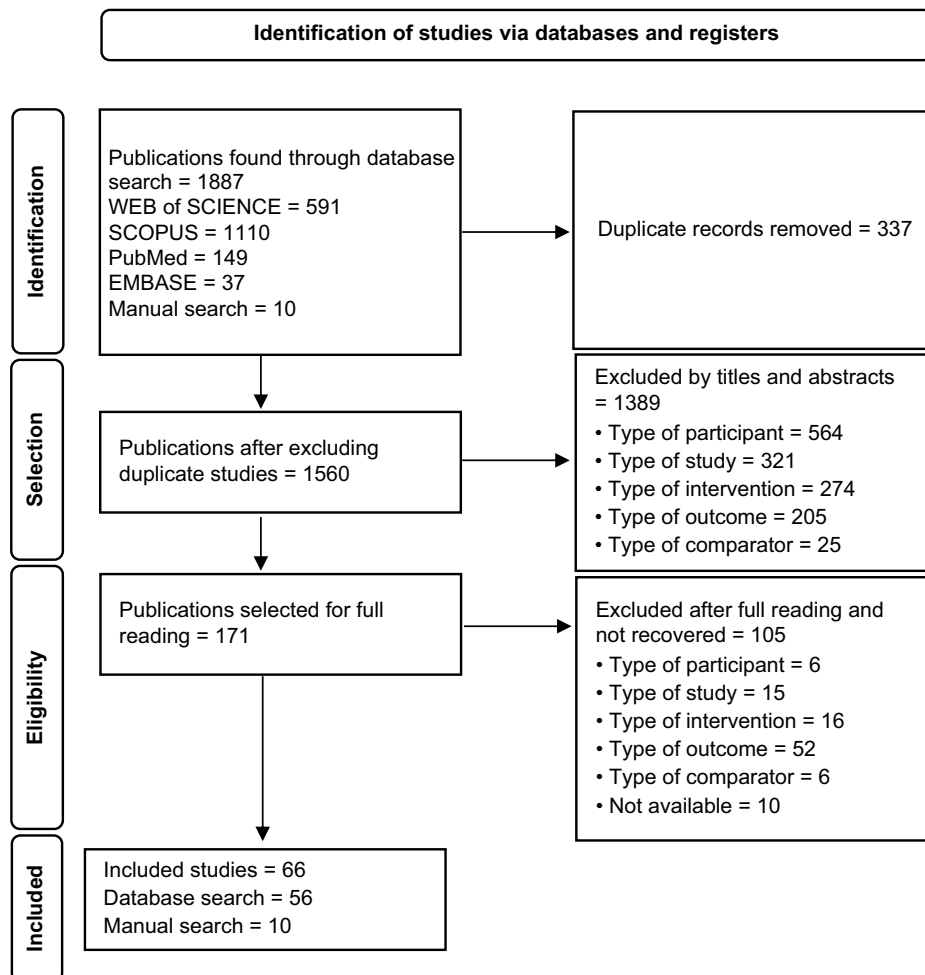 Identification of studies via databases and registers
Identification
Publications found through database
search = 1887
WEB of SCIENCE = 591
SCOPUS = 1110
PubMed = 149
EMBASE = 37
Manual search = 10
Duplicate records removed = 337
Selection
Publications after excluding
duplicate studies = 1560
Excluded by titles and abstracts
= 1389
• Type of participant = 564
• Type of study = 321
• Type of intervention = 274
• Type of outcome = 205
• Type of comparator = 25
Eligibility
Publications selected for full
reading = 171
Excluded after full reading and
not recovered = 105
• Type of participant = 6
• Type of study = 15
• Type of intervention = 16
• Type of outcome = 52
• Type of comparator = 6
• Not available = 10
Included
Included studies = 66
Database search = 56
Manual search = 10